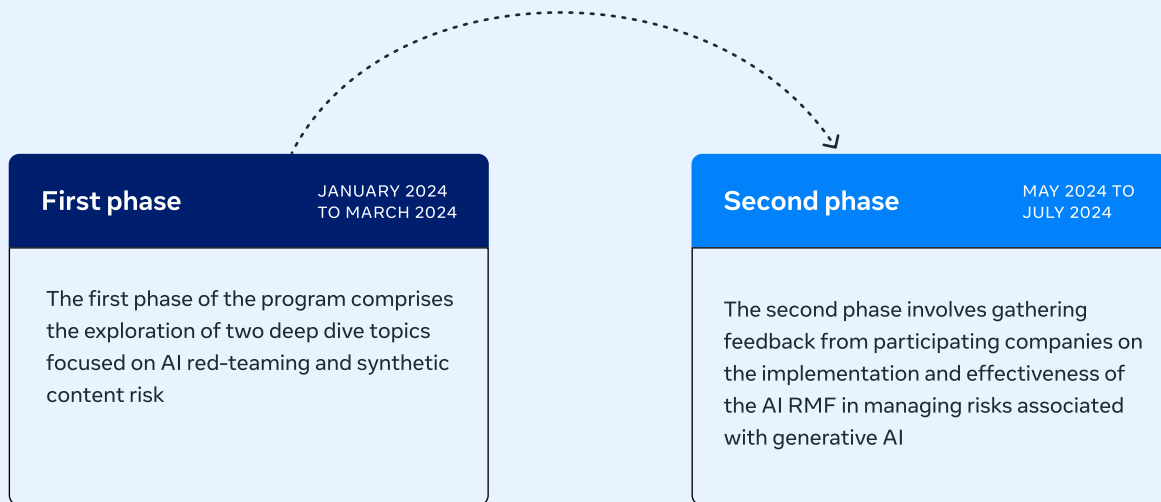 First phase
JANUARY 2024
TO MARCH 2024
The first phase of the program comprises
the exploration of two deep dive topics
focused on AI red-teaming and synthetic
content risk
Second phase
MAY 2024 TO
JULY 2024
The second phase involves gathering
feedback from participating companies on
the implementation and effectiveness of
the AI RMF in managing risks associated
with generative AI